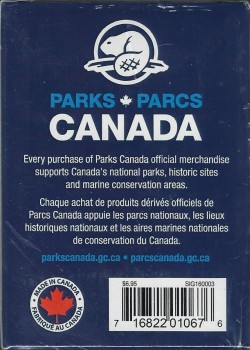 PARKS PARCS
CANADA
Every purchase of Parks Canada official merchandise
supports Canada's national parks, historic sites
and marine conservation areas.
Chaque achat de produits dérivés officiels de
Parcs Canada appuie les parcs nationaux, les lieux
historiques nationaux et les aires marines nationales
de conservation du Canada.
parkscanada.gc.ca • parcscanada.gc.ca
MADE IN CANADA
FABRIQUÉ AU CANADA
$6.95 SIG160003
7 16822 01067 6